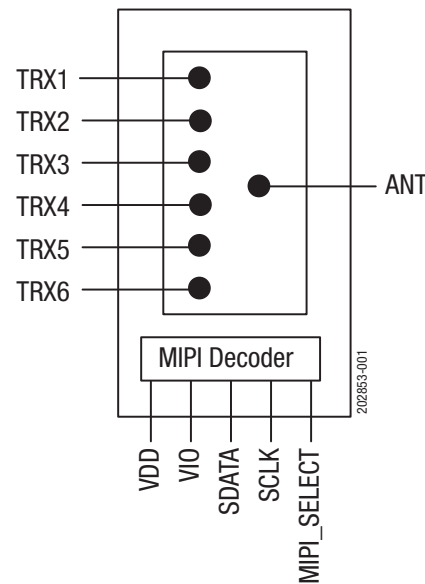 TRX1
TRX2
TRX3
TRX4
TRX5
TRX6
ANT
MIPI Decoder
202853-001
VDD
VIO
SDATA
SCLK
MIPI_SELECT